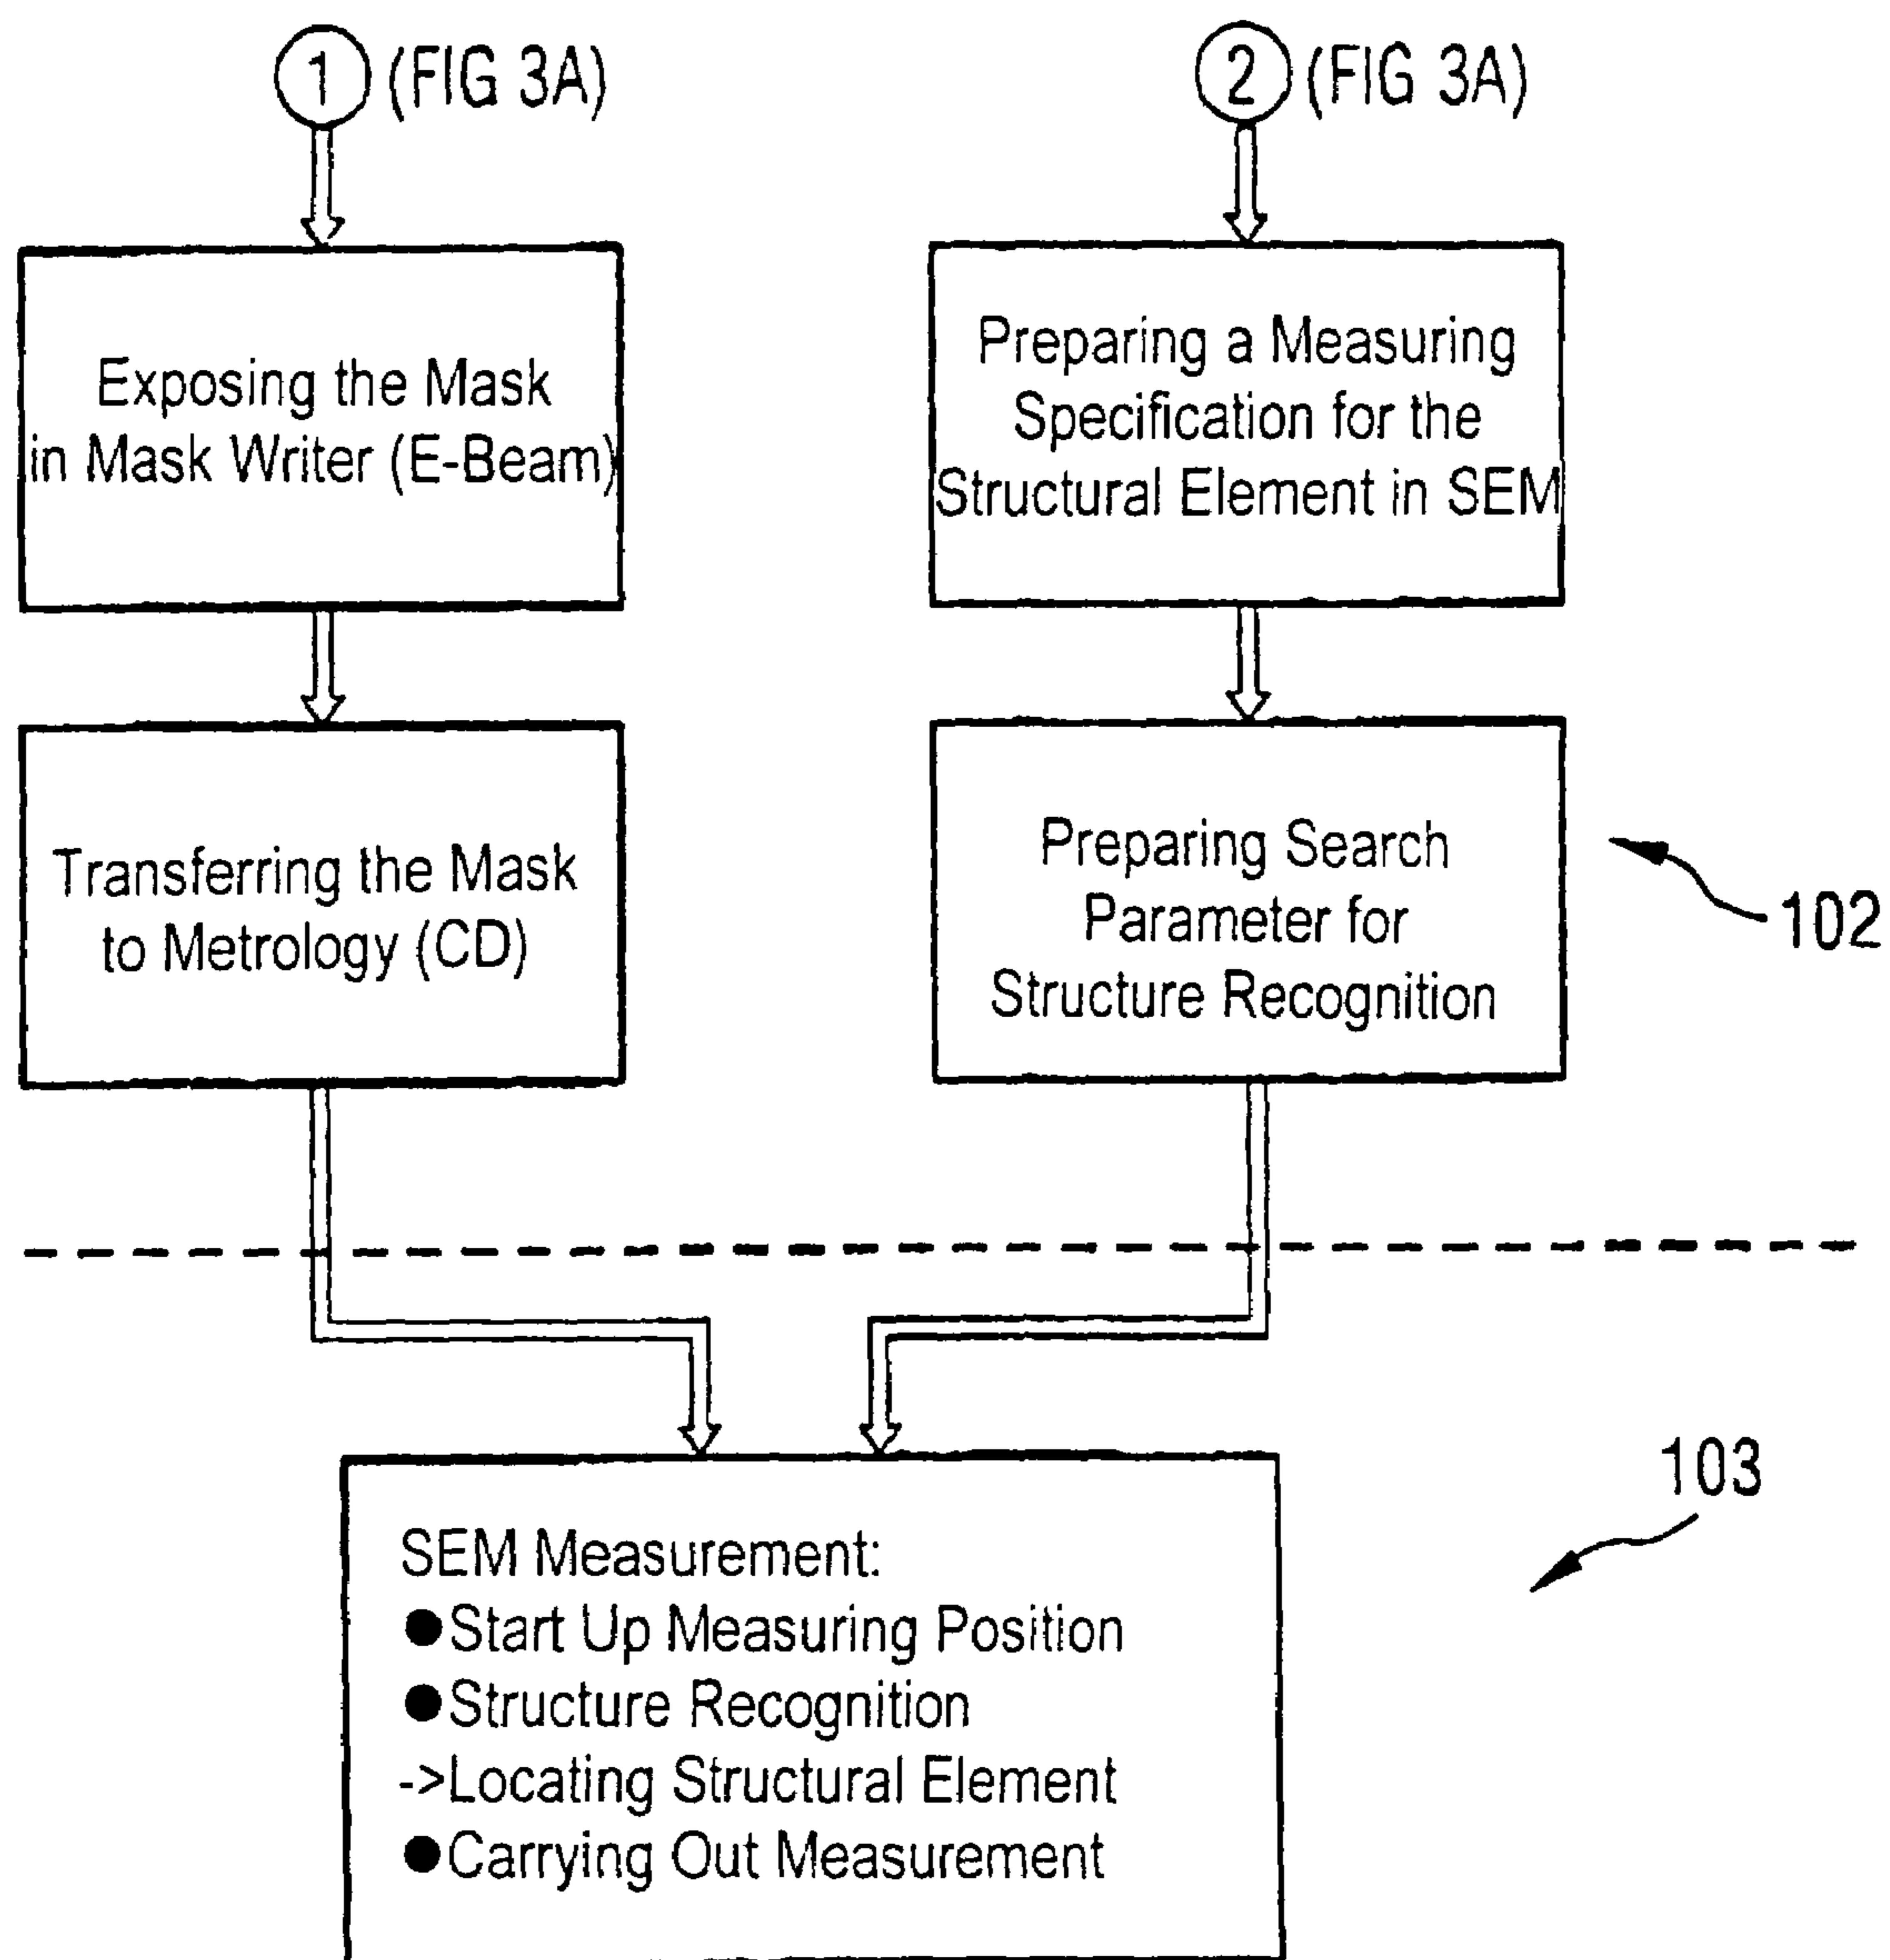 1 (FIG 3A)
2 (FIG 3A)
Exposing the Mask
in Mask Writer (E-Beam)
Preparing a Measuring
Specification for the
Structural Element in SEM
Transferring the Mask
to Metrology (CD)
Preparing Search
Parameter for
Structure Recognition
102
103
SEM Measurement:
●Start Up Measuring Position
●Structure Recognition
->Locating Structural Element
●Carrying Out Measurement